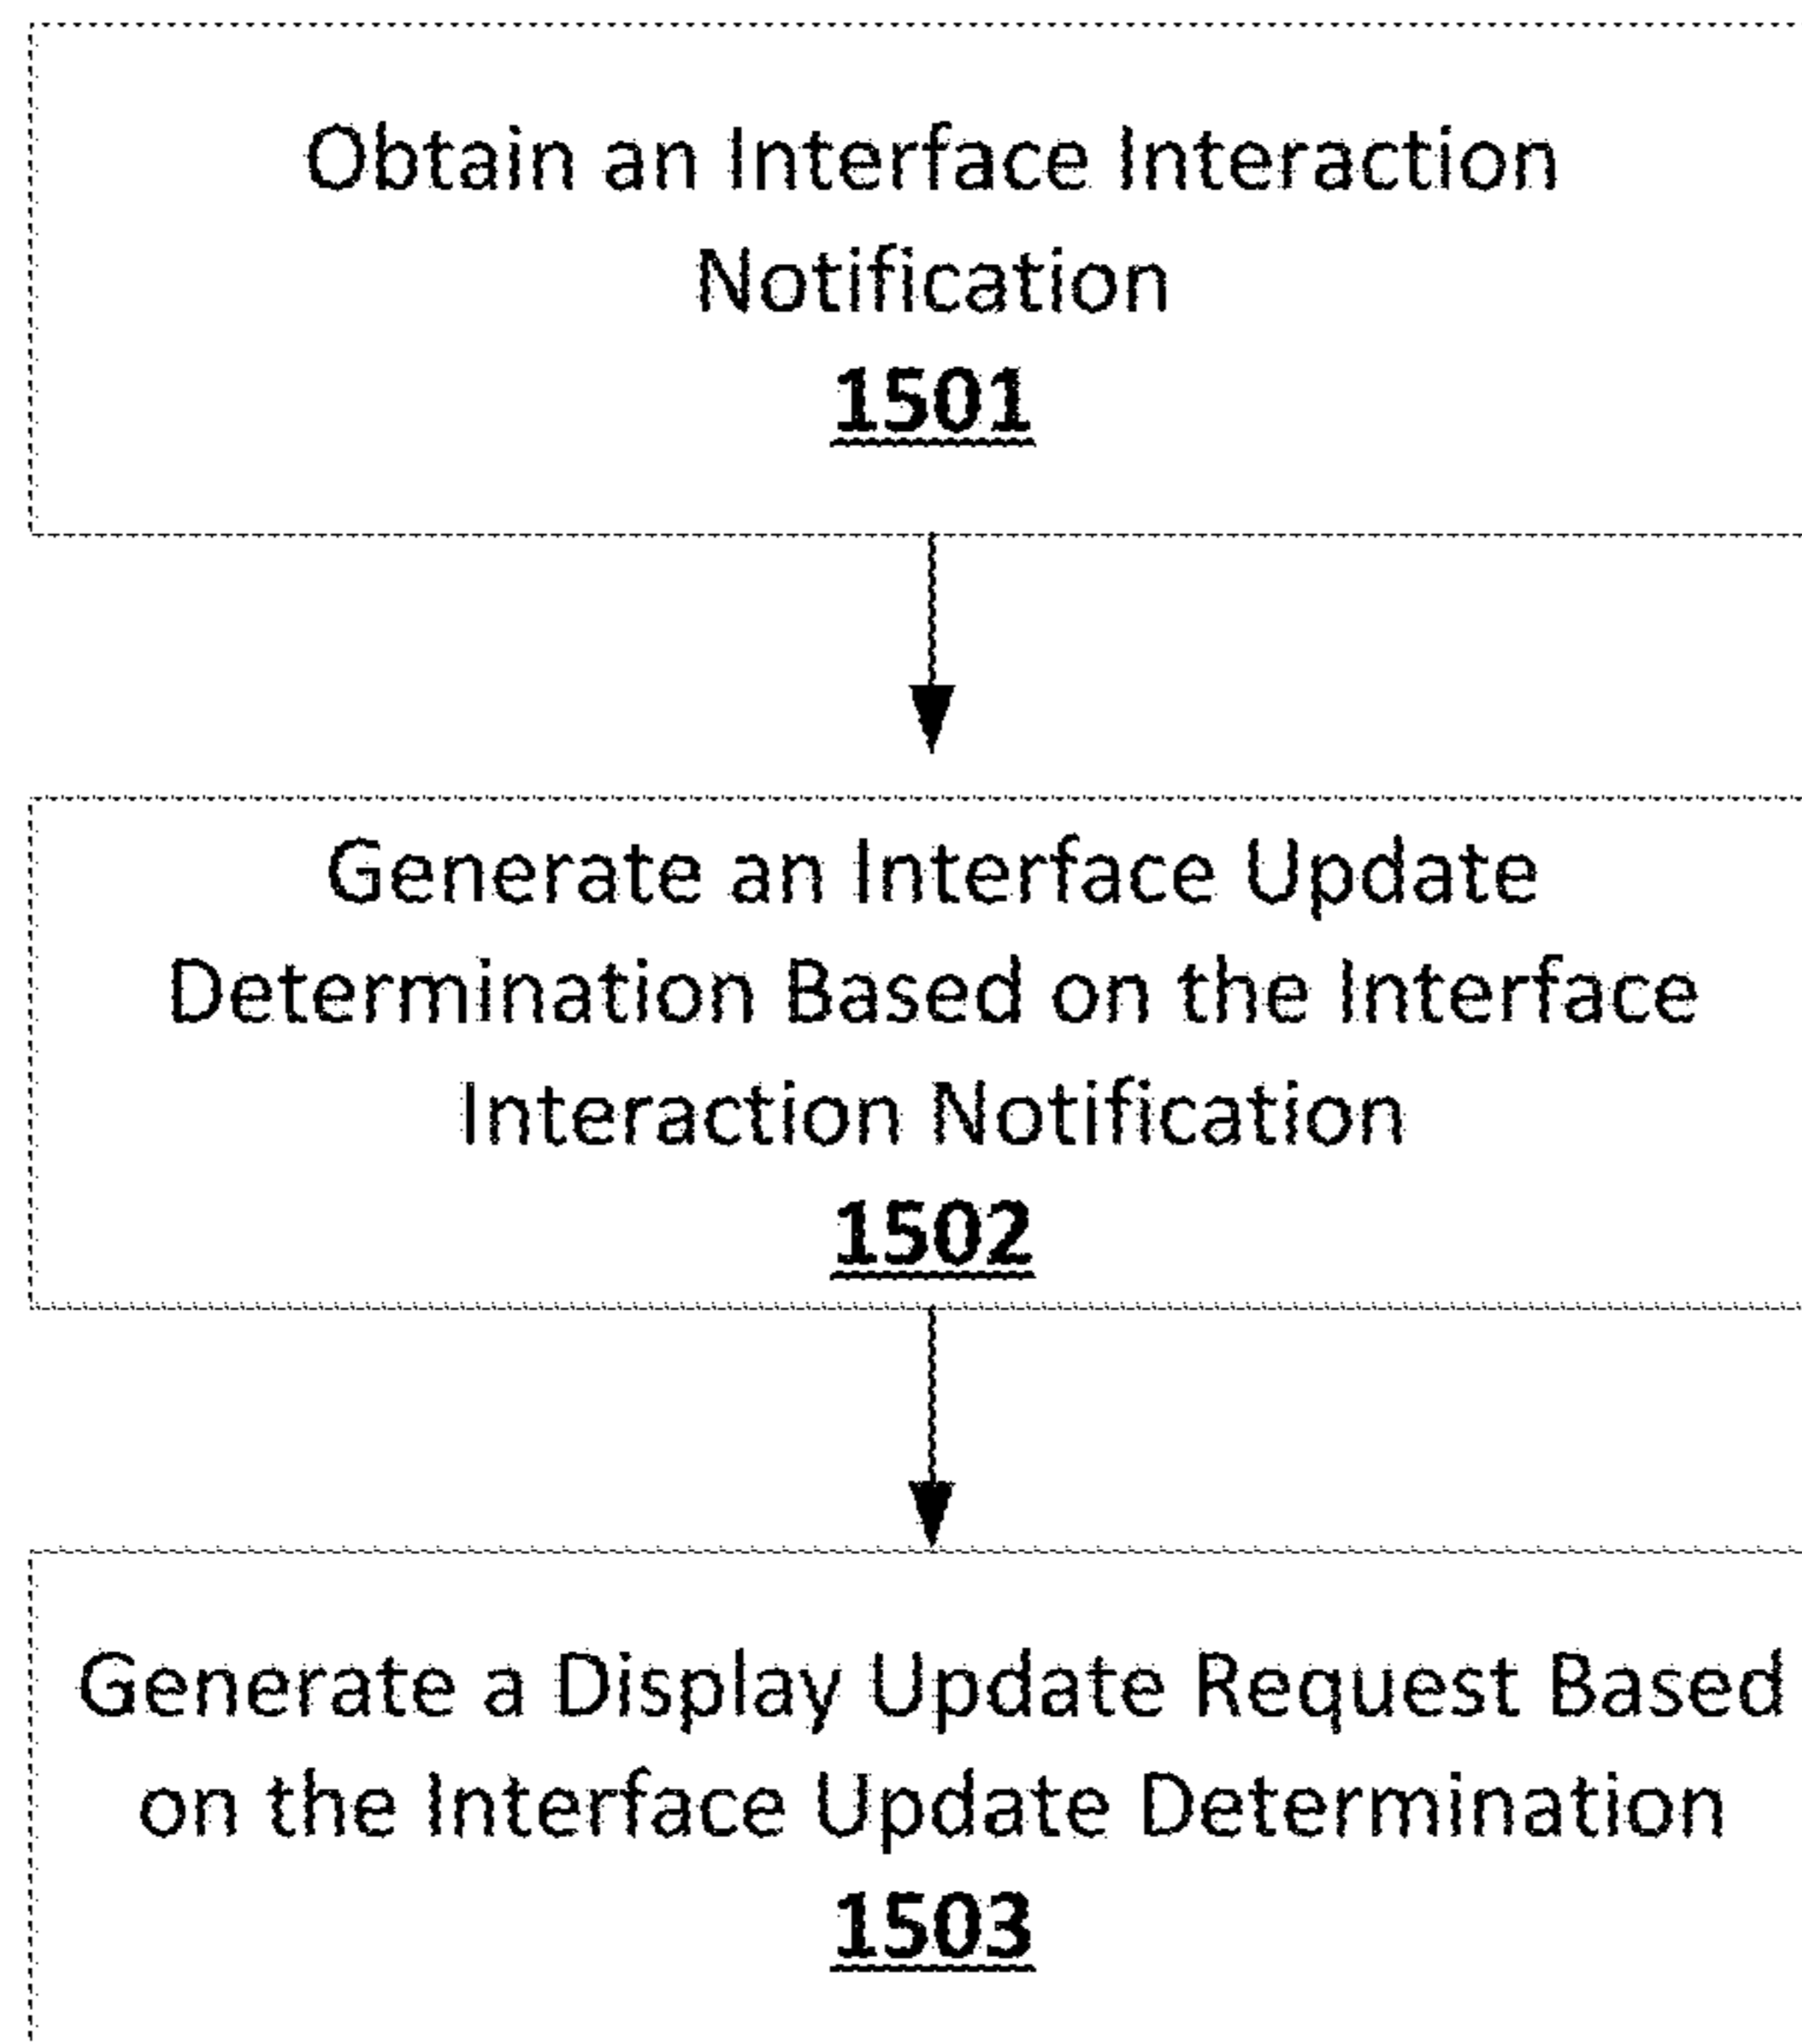 Obtain an Interface Interaction
Notification
1501
Generate an Interface Update
Determination Based on the Interface
Interaction Notification
1502
Generate a Display Update Request Based
on the Interface Update Determination
1503